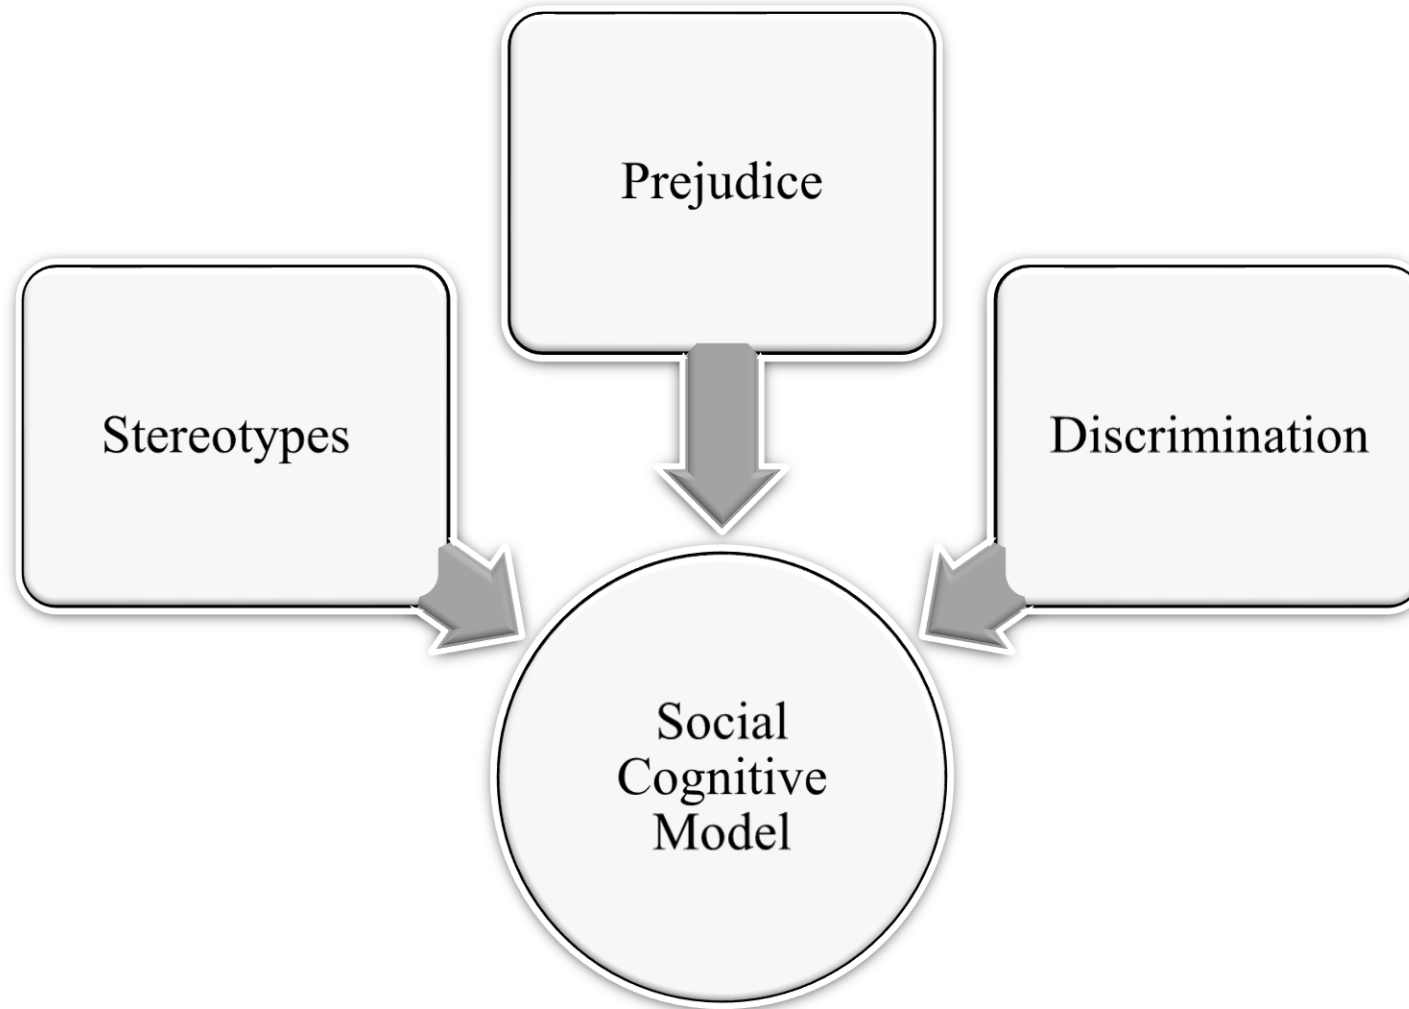 Prejudice
Stereotypes
Discrimination
Social
Cognitive
Model